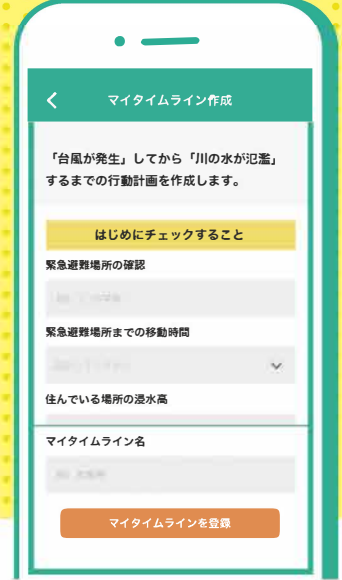 マイタイムライン作成
「台風が発生」してから「川の水が氾濫」
するまでの行動計画を作成します。
はじめにチェックすること
緊急避難場所の確認
緊急避難場所までの移動時間
住んでいる場所の浸水高
マイタイムライン名
マイタイムラインを登録